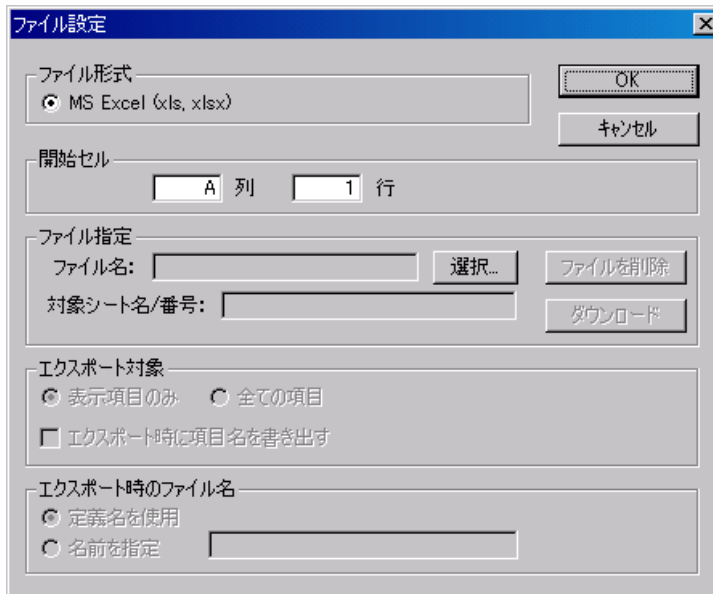 ファイル設定
ファイル形式
MS Excel (xls, xlsx)
OK
キャンセル
開始セル
A 列 1 行
ファイル指定
ファイル名: 選択... ファイルを削除
対象シート名/番号:
ダウンロード
エクスポート対象
表示項目のみ 全ての項目
エクスポート時に項目名を書き出す
エクスポート時のファイル名
定義名を使用
名前を指定